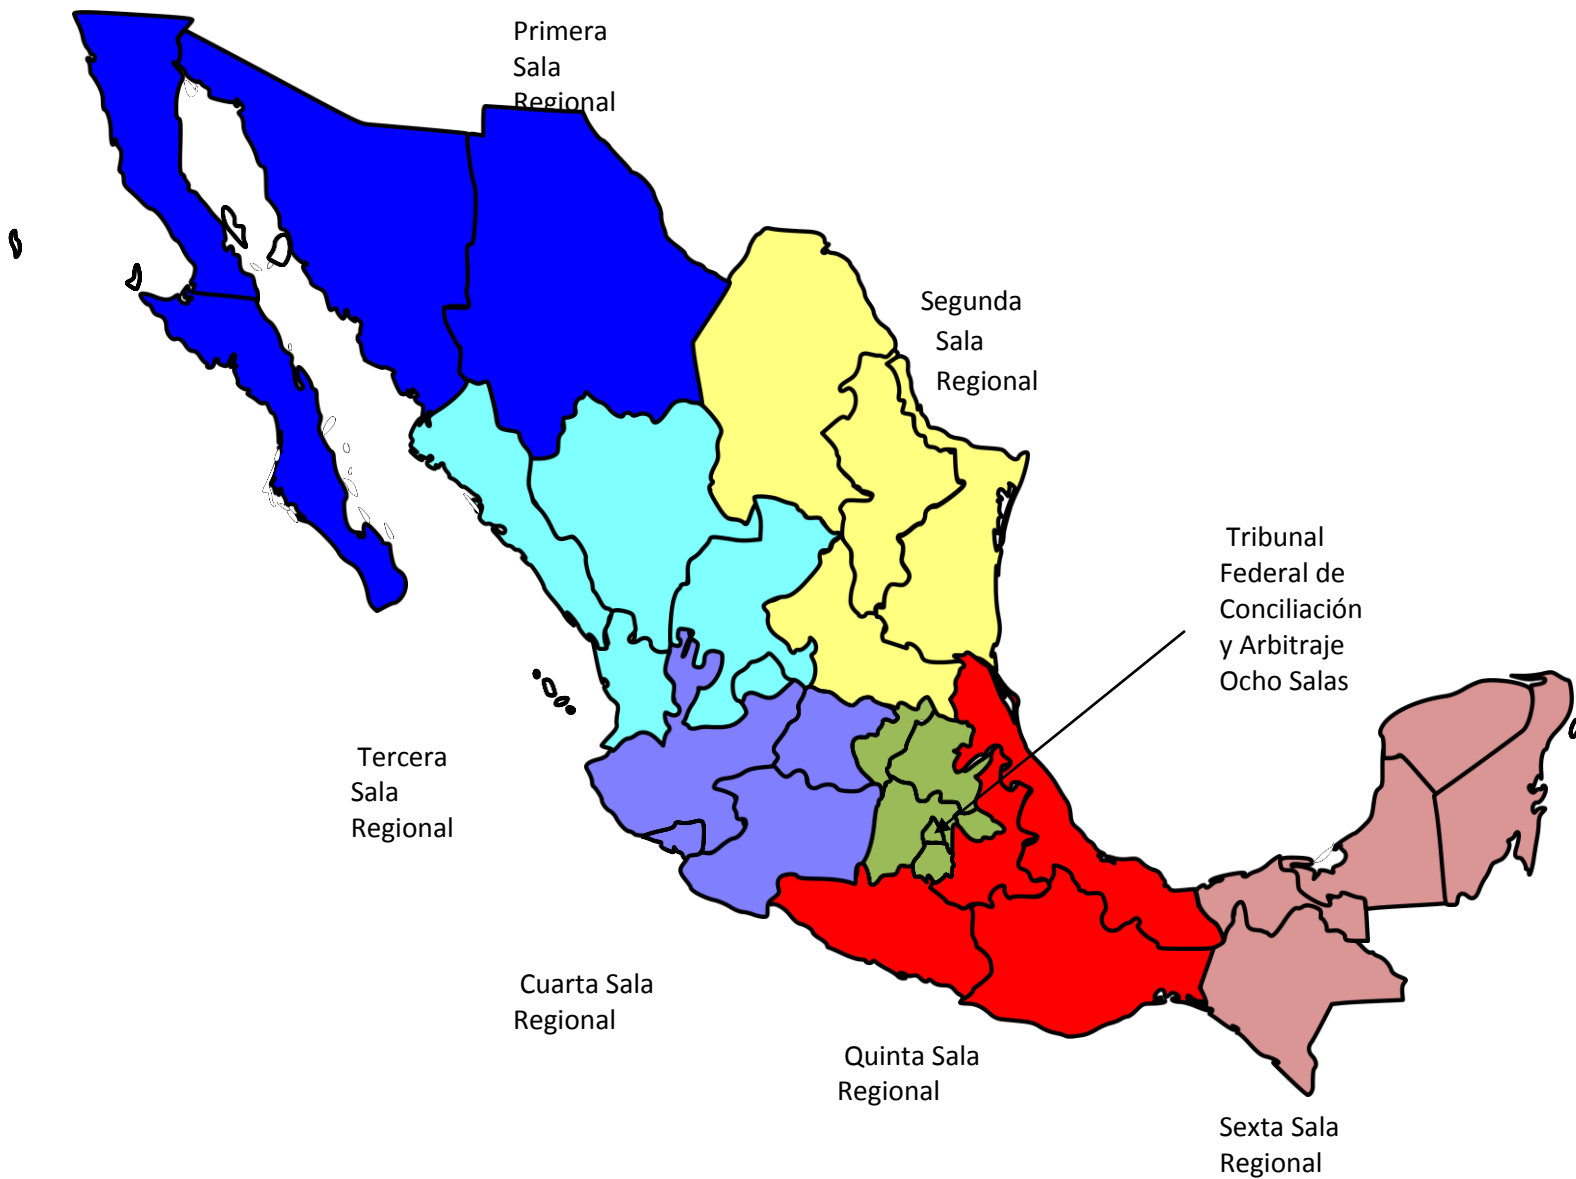 Primera
Sala
Regional
Segunda
Sala
Regional
Tribunal
Federal de
Conciliación
y Arbitraje
Ocho Salas
Tercera
Sala
Regional
Cuarta Sala
Regional
Quinta Sala
Regional
Sexta Sala
Regional